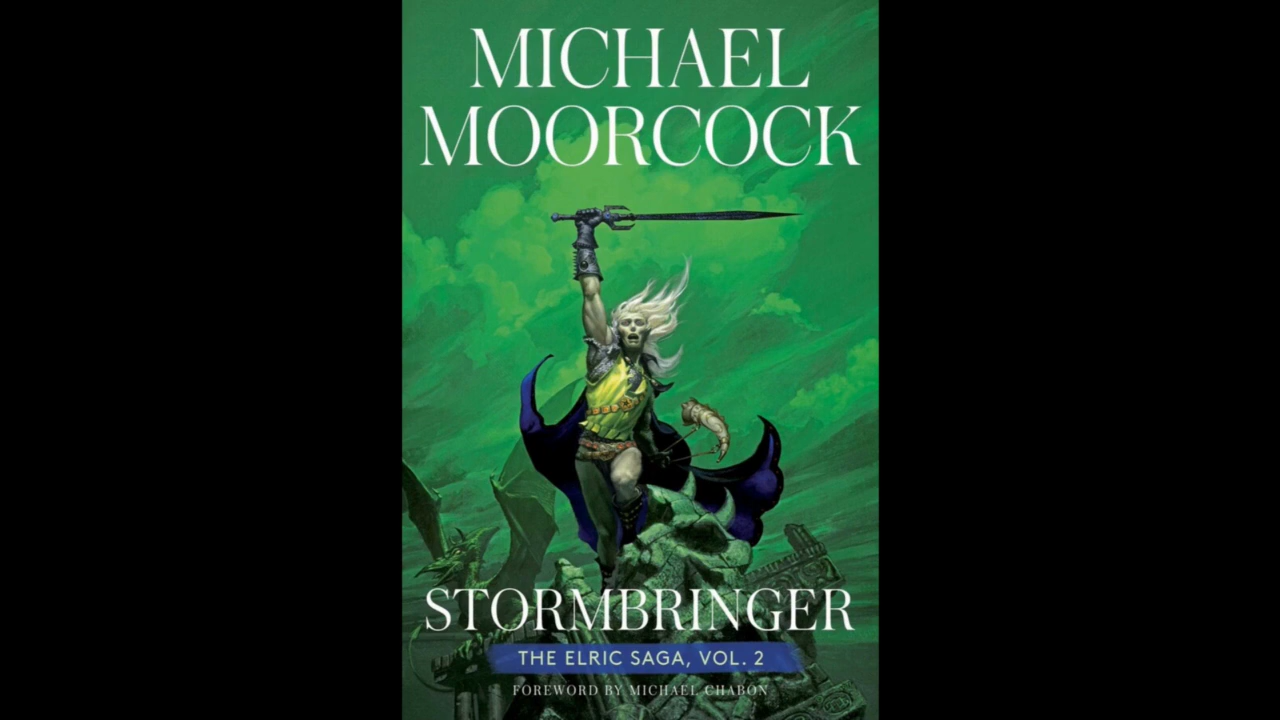 MICHAEL
MOORCOCK
STORMBRINGER
THE ELRIC SAGA, VOL. 2
FOREWORD BY MICHAEL CHABON